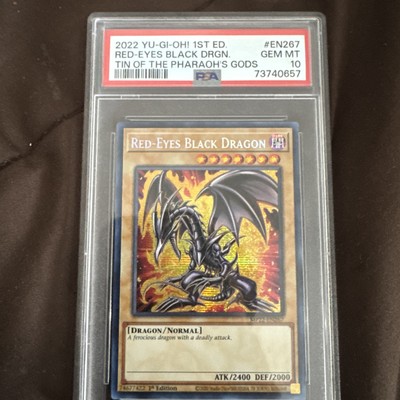 2022 YU-GI-OH! 1ST ED. #EN267
RED-EYES BLACK DRGN. GEM MT
TIN OF THE PHARAOH'S GODS 10
PSA 73740657
RED-EYES BLACK DRAGON
[DRAGON/NORMAL]
A ferocious dragon with a deadly attack.
ATK/2400 DEF/2000
1st Edition